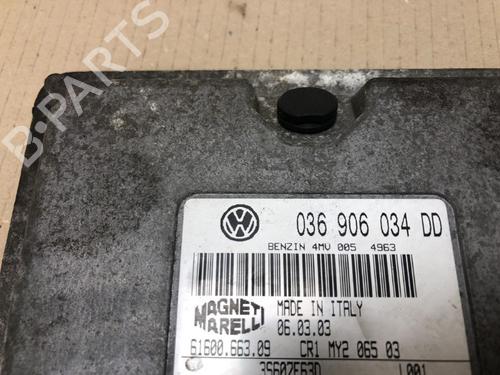 B-PARTS
036 906 034 DD
BENZIN 4MV 005 4963
MAGNETI MARELLI
MADE IN ITALY
06.03.03
61600.663.09 CR1 MY2 065 03
3S607E63D L001